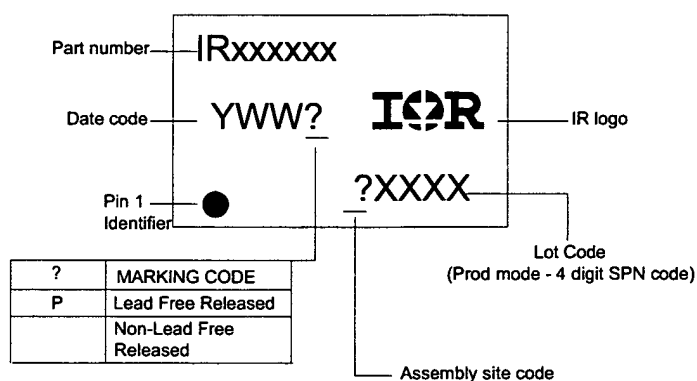 Part number
IRxxxxxx
Date code
YWW?
IOR
IR logo
Pin 1
Identifier
?XXXX
Lot Code
(Prod mode - 4 digit SPN code)
? MARKING CODE
P Lead Free Released
Non-Lead Free
Released
Assembly site code